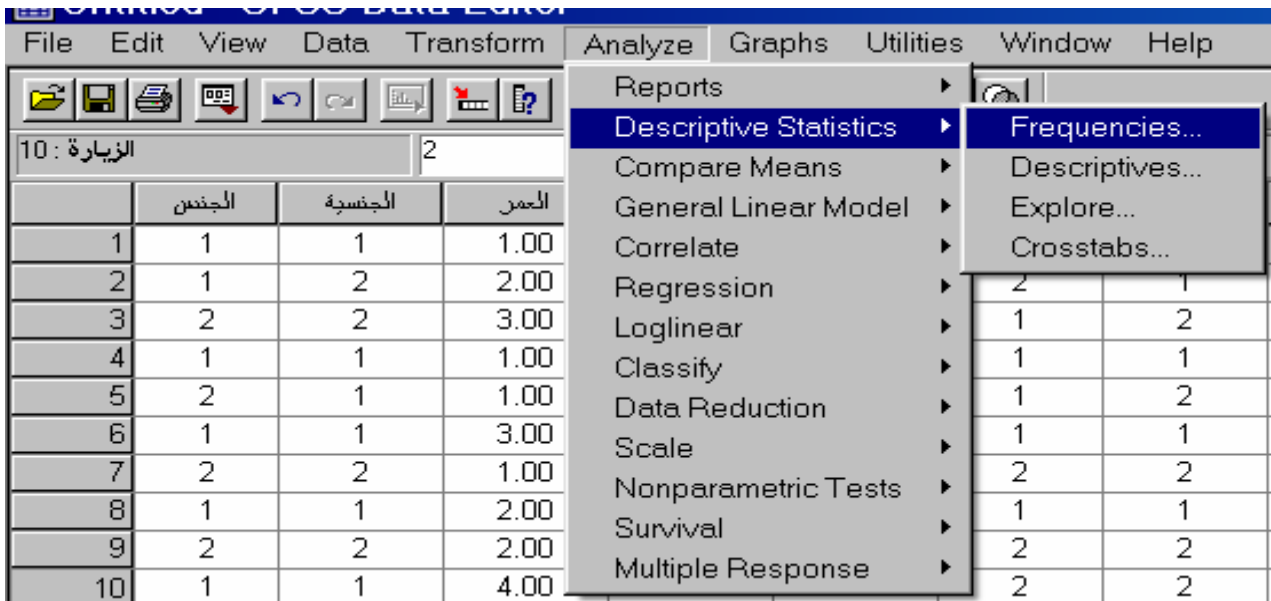 Untitled - SPSS Data Editor
File Edit View Data Transform Analyze Graphs Utilities Window Help
Reports
Descriptive Statistics Frequencies...
Compare Means Descriptives...
General Linear Model Explore...
Correlate Crosstabs...
Regression
Loglinear
Classify
Data Reduction
Scale
Nonparametric Tests
Survival
Multiple Response
10 : الزيارة 2
الجنس الجنسية العمر
1 1 1 1.00
2 1 2 2.00 2 1
3 2 2 3.00 1 2
4 1 1 1.00 1 1
5 2 1 1.00 1 2
6 1 1 3.00 1 1
7 2 2 1.00 2 2
8 1 1 2.00 1 1
9 2 2 2.00 2 2
10 1 1 4.00 2 2